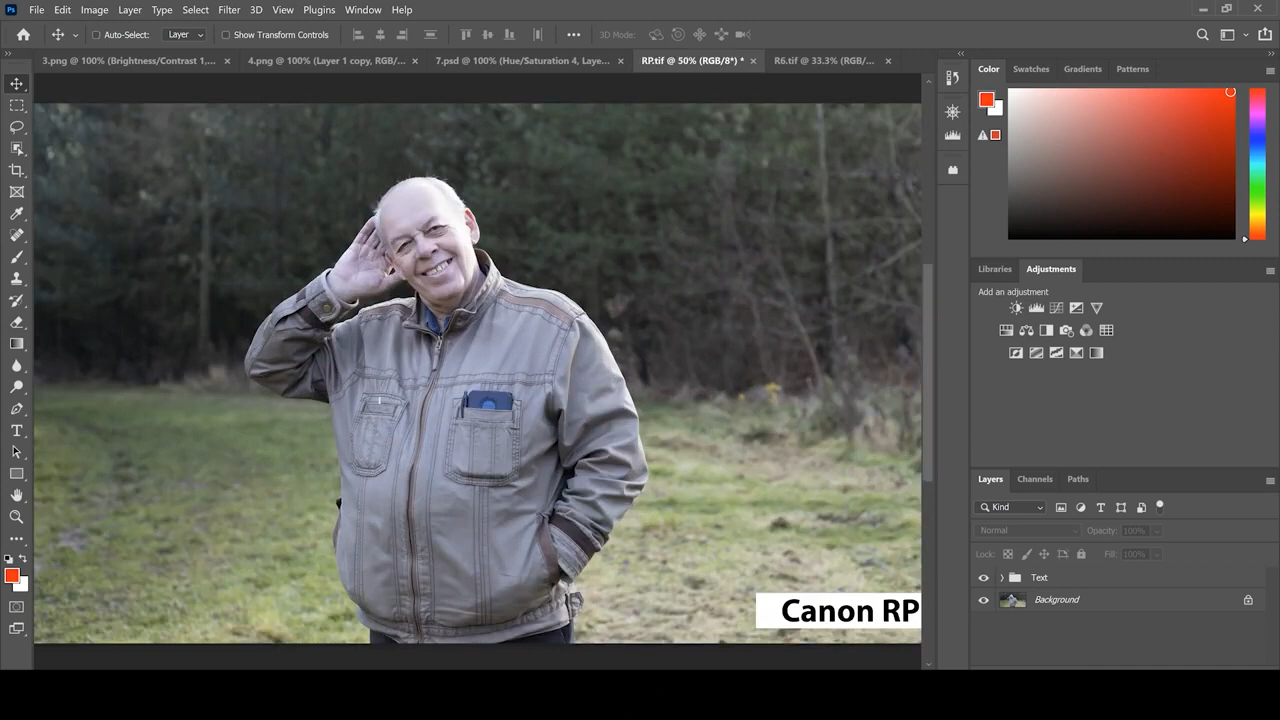 Ps File Edit Image Layer Type Select Filter 3D View Plugins Window Help
Auto-Select: Layer Show Transform Controls ••• 3D Mode:
3.png @ 100% (Brightness/Contrast 1,... × 4.png @ 100% (Layer 1 copy, RGB/... × 7.psd @ 100% (Hue/Saturation 4, Laye... × RP.tif @ 50% (RGB/8*) * × R6.tif @ 33.3% (RGB/... ×
Color Swatches Gradients Patterns
Libraries Adjustments
Add an adjustment
Layers Channels Paths
Kind
Normal Opacity: 100%
Lock: Fill: 100%
Text
Background
Canon RP